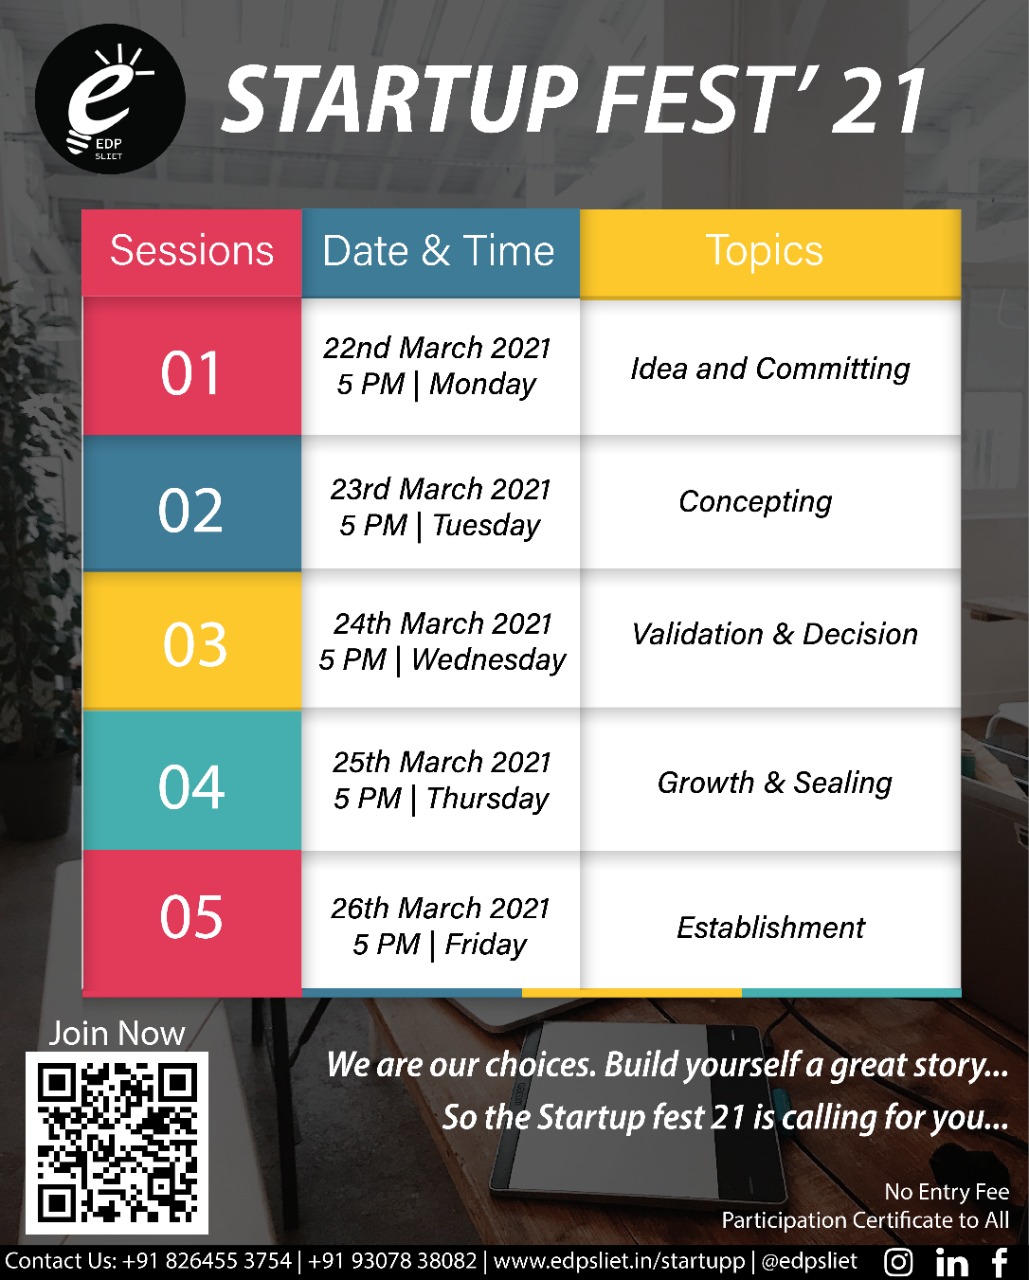 e
EDP
SLIET
STARTUP FEST' 21
Sessions
Date & Time
Topics
01
22nd March 2021
5 PM | Monday
Idea and Committing
02
23rd March 2021
5 PM | Tuesday
Concepting
03
24th March 2021
5 PM | Wednesday
Validation & Decision
04
25th March 2021
5 PM | Thursday
Growth & Sealing
05
26th March 2021
5 PM | Friday
Establishment
Join Now
We are our choices. Build yourself a great story...
So the Startup fest 21 is calling for you...
No Entry Fee
Participation Certificate to All
Contact Us: +91 826455 3754 | +91 93078 38082 | www.edpsliet.in/startupp | @edpsliet